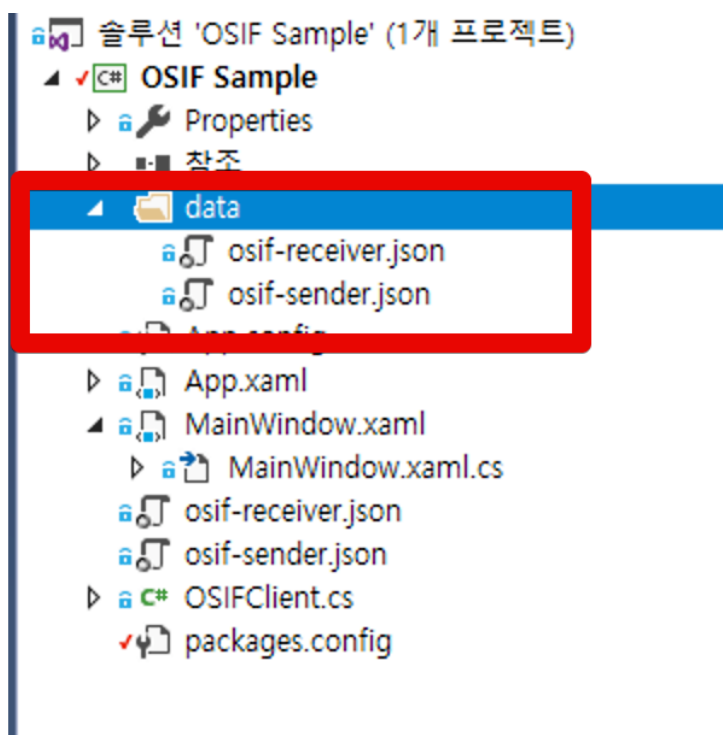 솔루션 'OSIF Sample' (1개 프로젝트)
C# OSIF Sample
Properties
참조
data
osif-receiver.json
osif-sender.json
App.config
App.xaml
MainWindow.xaml
MainWindow.xaml.cs
osif-receiver.json
osif-sender.json
C# OSIFClient.cs
packages.config